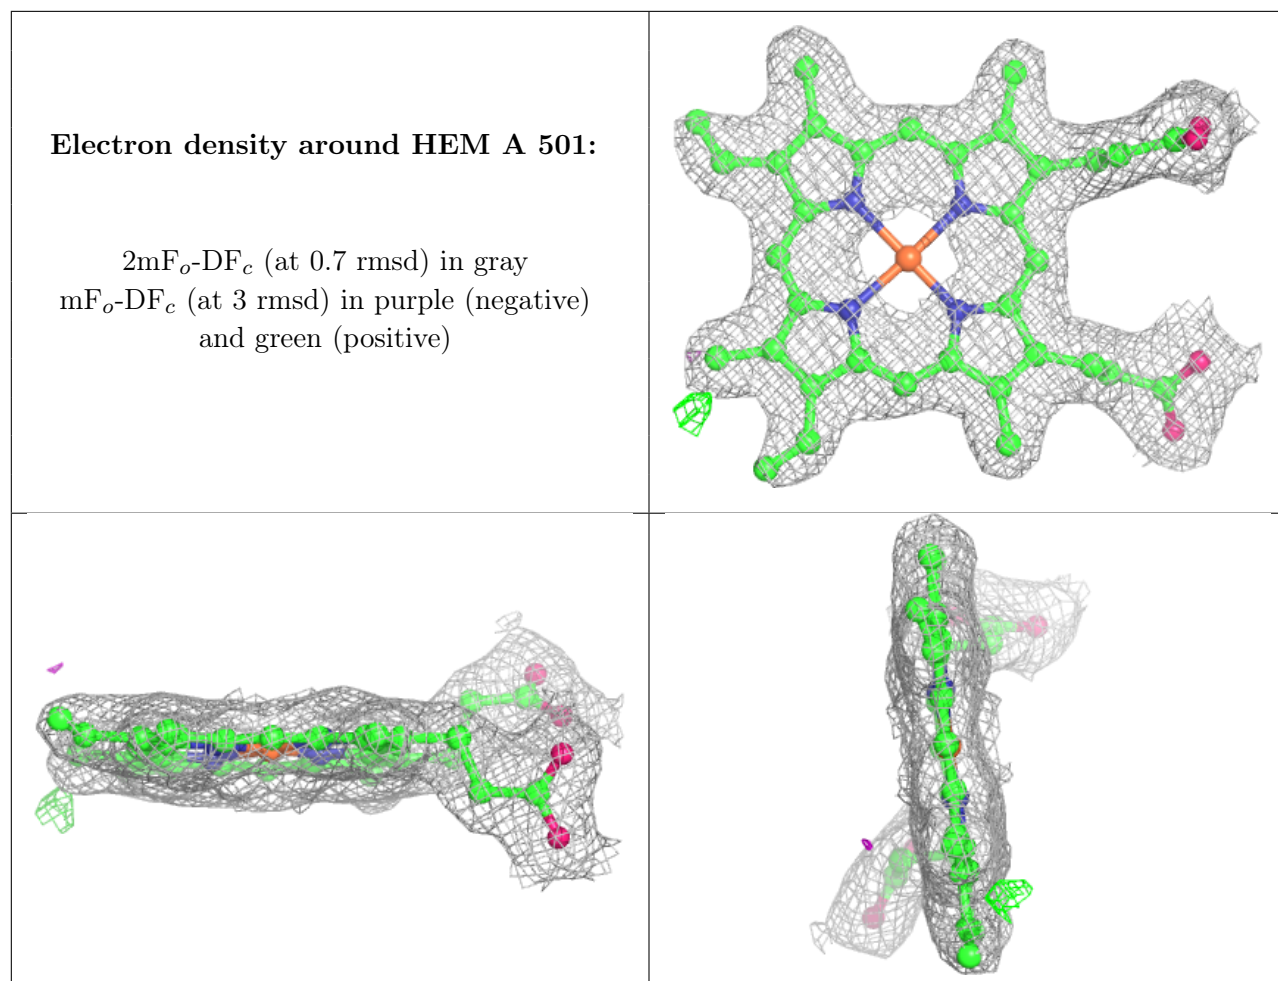 Electron density around HEM A 501:
2mFo-DFc (at 0.7 rmsd) in gray
mFo-DFc (at 3 rmsd) in purple (negative)
and green (positive)